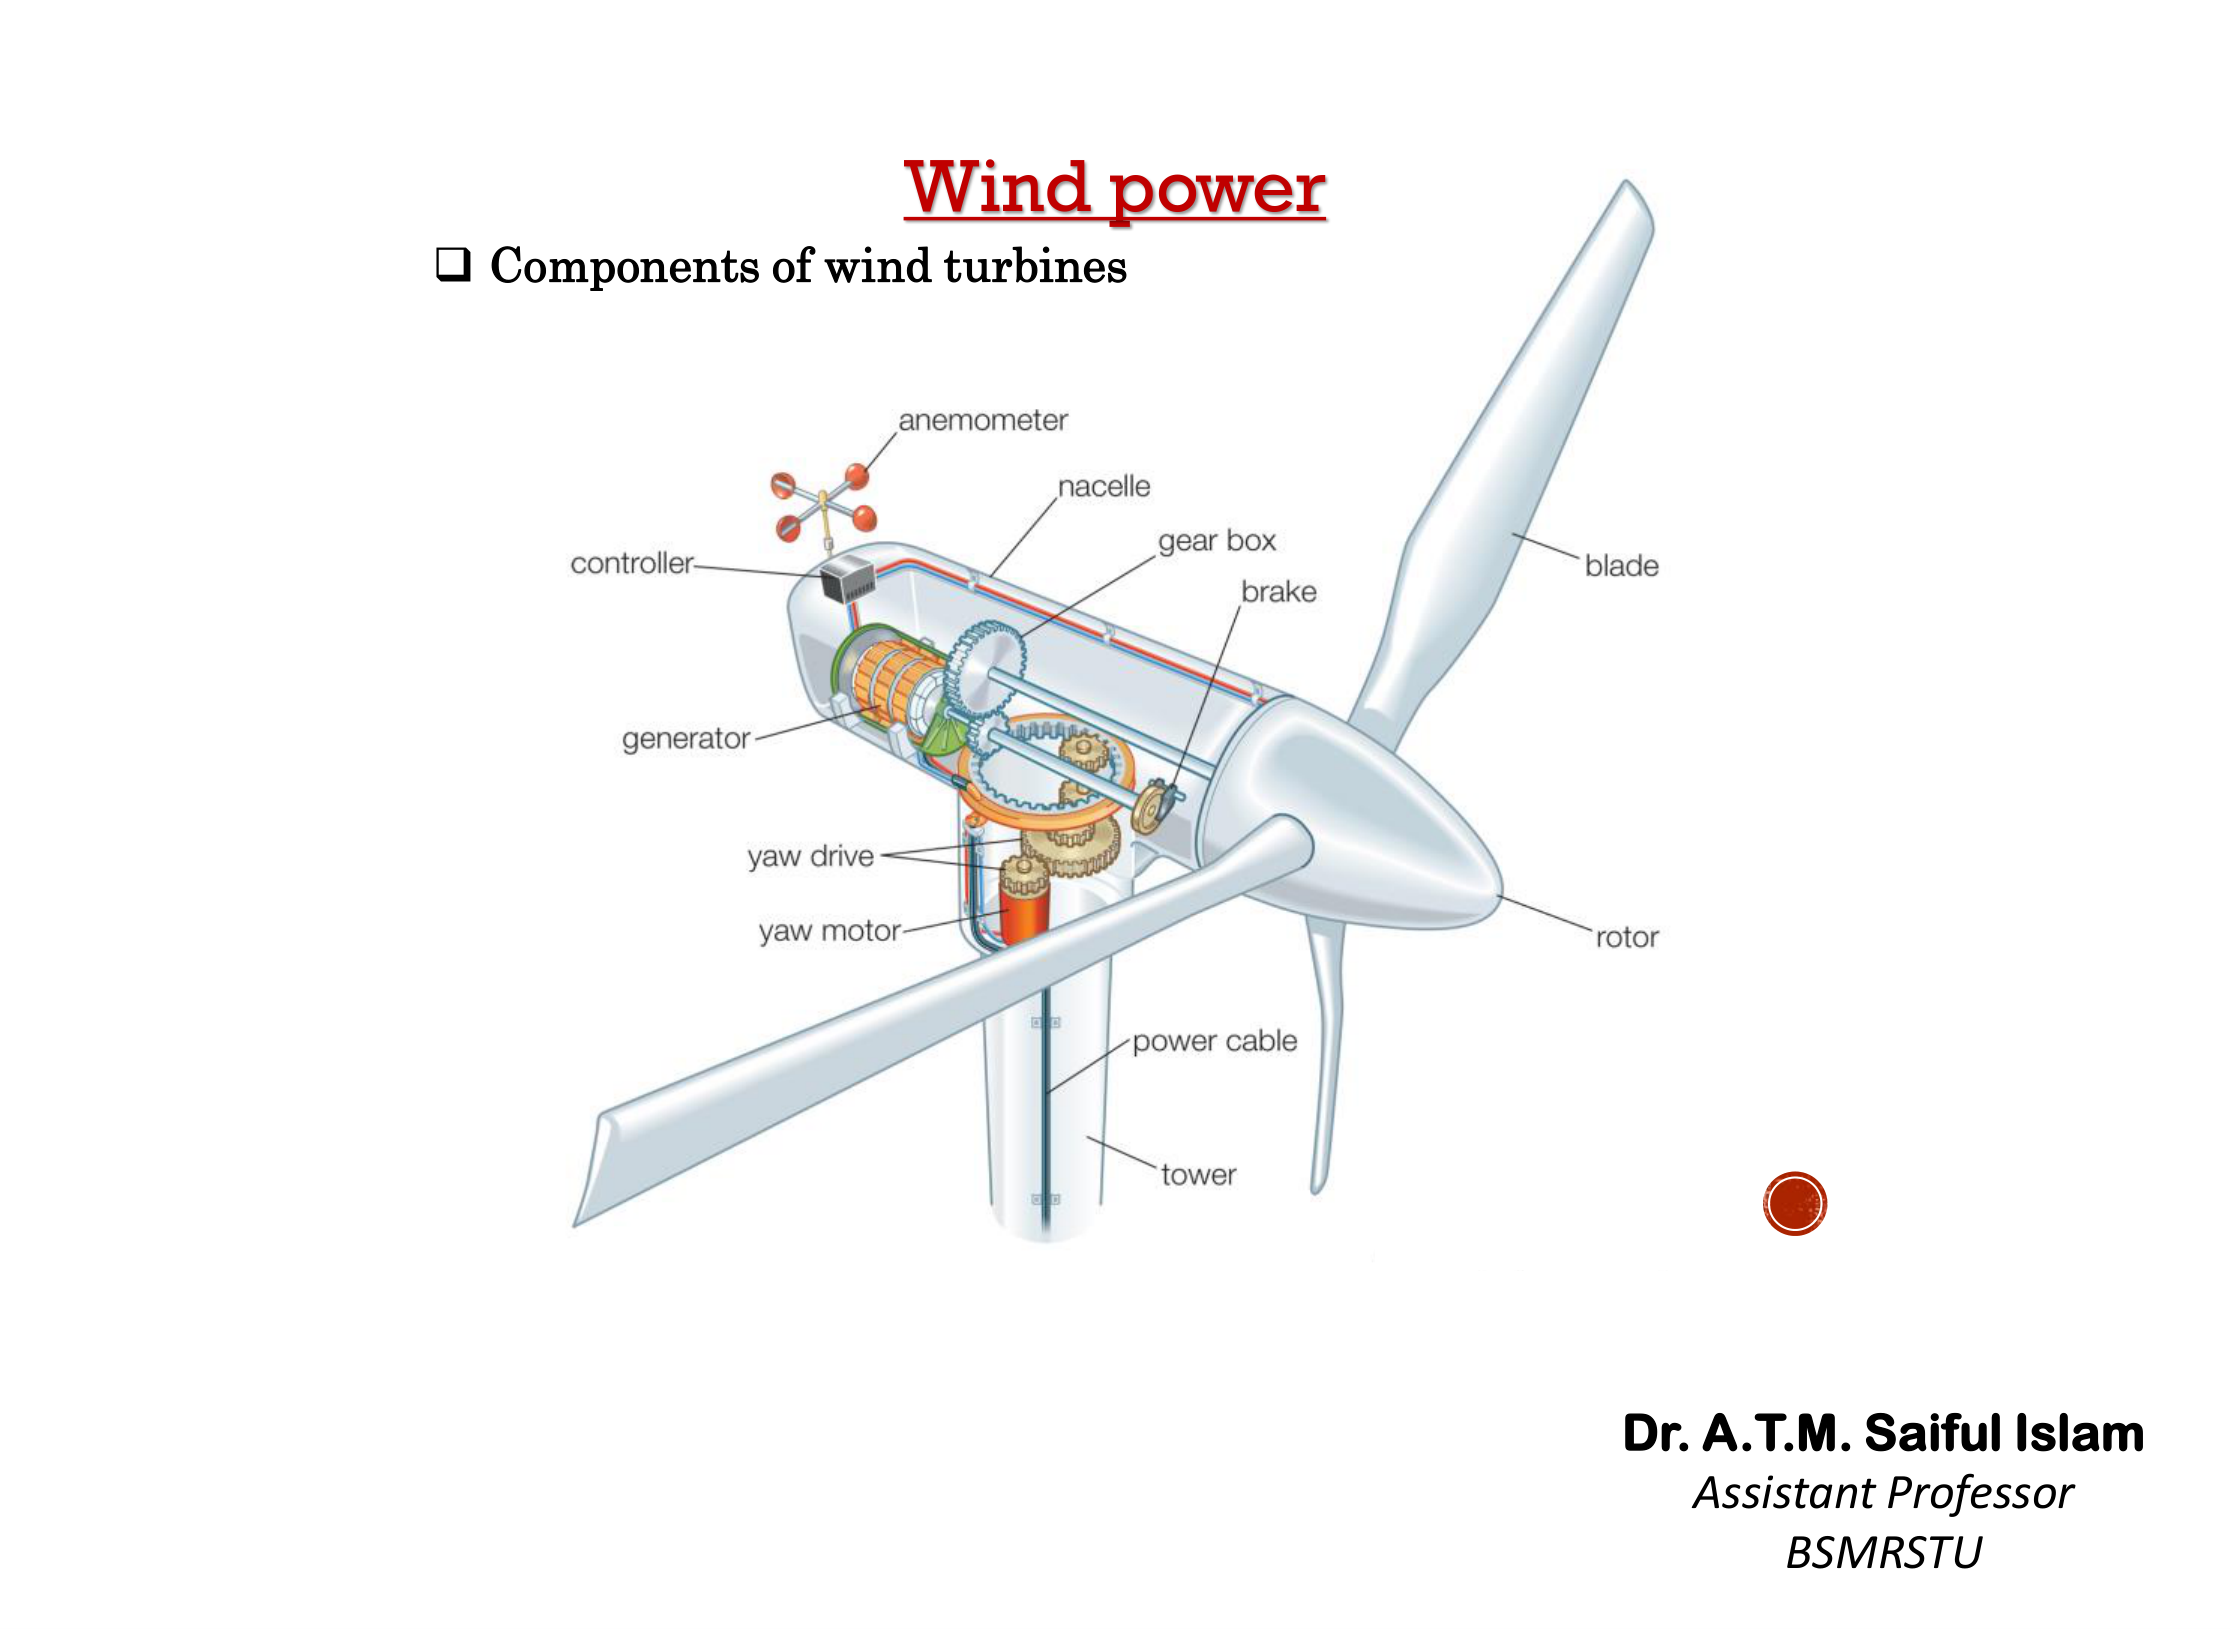 Wind power
❑ Components of wind turbines
anemometer
nacelle
gear box
controller
blade
brake
generator
yaw drive
yaw motor
rotor
power cable
tower
Dr. A.T.M. Saiful Islam
Assistant Professor
BSMRSTU